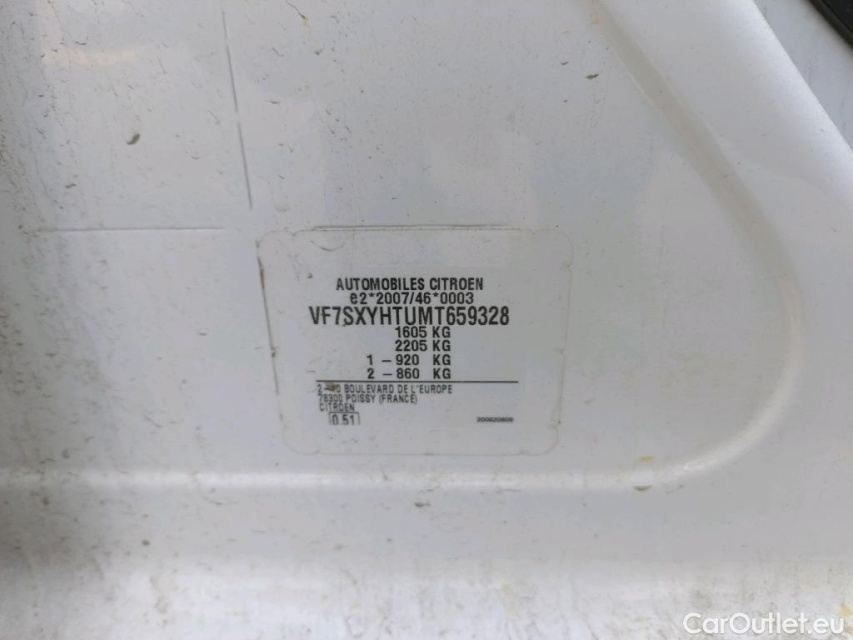 AUTOMOBILES CITROEN
e2*2007/46*0003
VF7SXYHTUMT659328
1605 KG
2205 KG
1 – 920 KG
2 – 860 KG
BOULEVARD DE L'EUROPE
78300 POISSY (FRANCE)
CITROEN
0.51
CarOutlet.eu